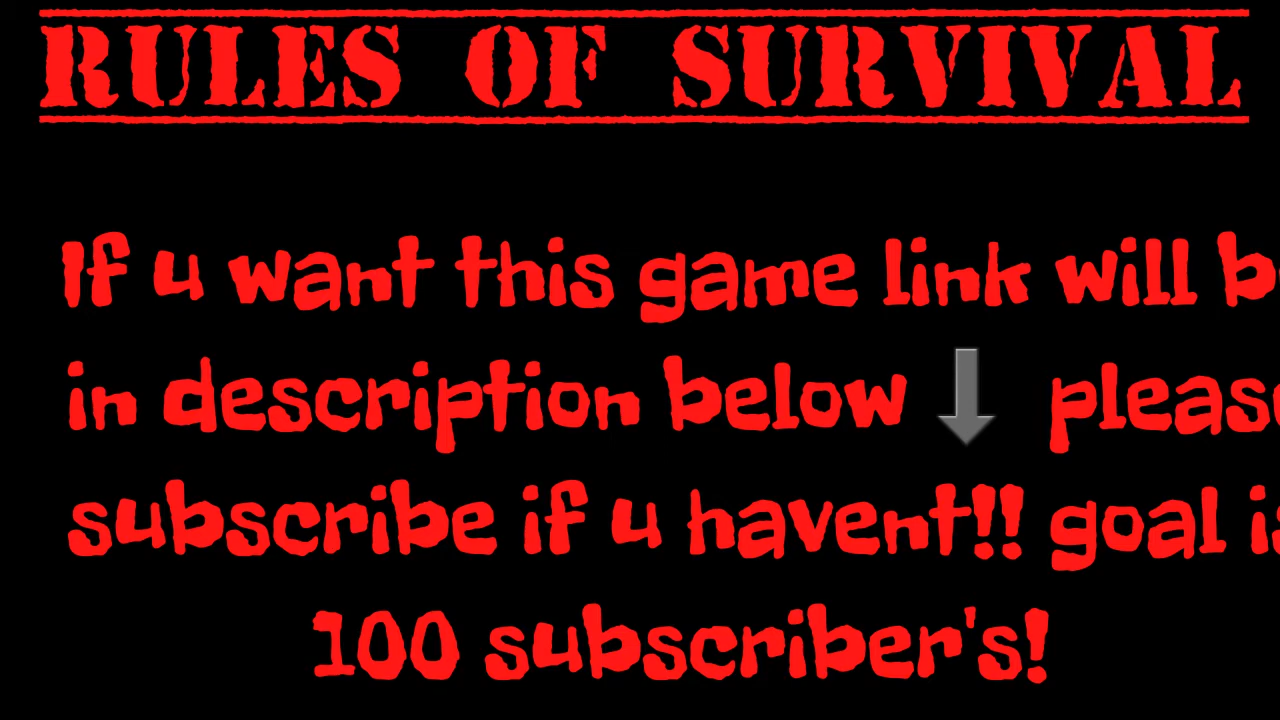 RULES OF SURVIVAL
If u want this game link will b
in description below pleas
subscribe if u havent!! goal is
100 subscriber's!